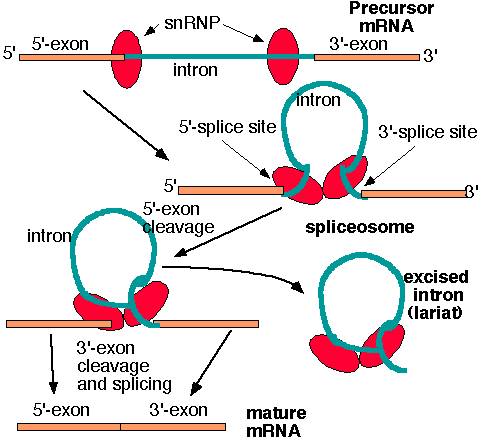 snRNP
Precursor
mRNA
5'-exon
3'-exon
5'
3'
intron
intron
5'-splice site
3'-splice site
5'
3'
5'-exon
cleavage
spliceosome
intron
excised
intron
(lariat)
3'-exon
cleavage
and splicing
5'-exon
3'-exon
mature
mRNA